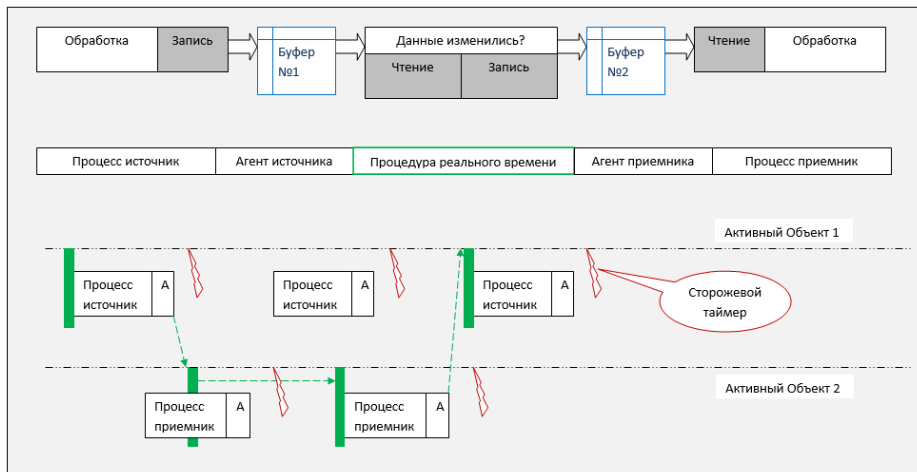 Обработка
Запись
Буфер
№1
Данные изменились?
Чтение
Запись
Буфер
№2
Чтение
Обработка
Процесс источник
Агент источника
Процедура реального времени
Агент приемника
Процесс приемник
Активный Объект 1
Процесс
источник
А
Процесс
источник
А
Процесс
источник
А
Сторожевой
таймер
Активный Объект 2
Процесс
приемник
А
Процесс
приемник
А